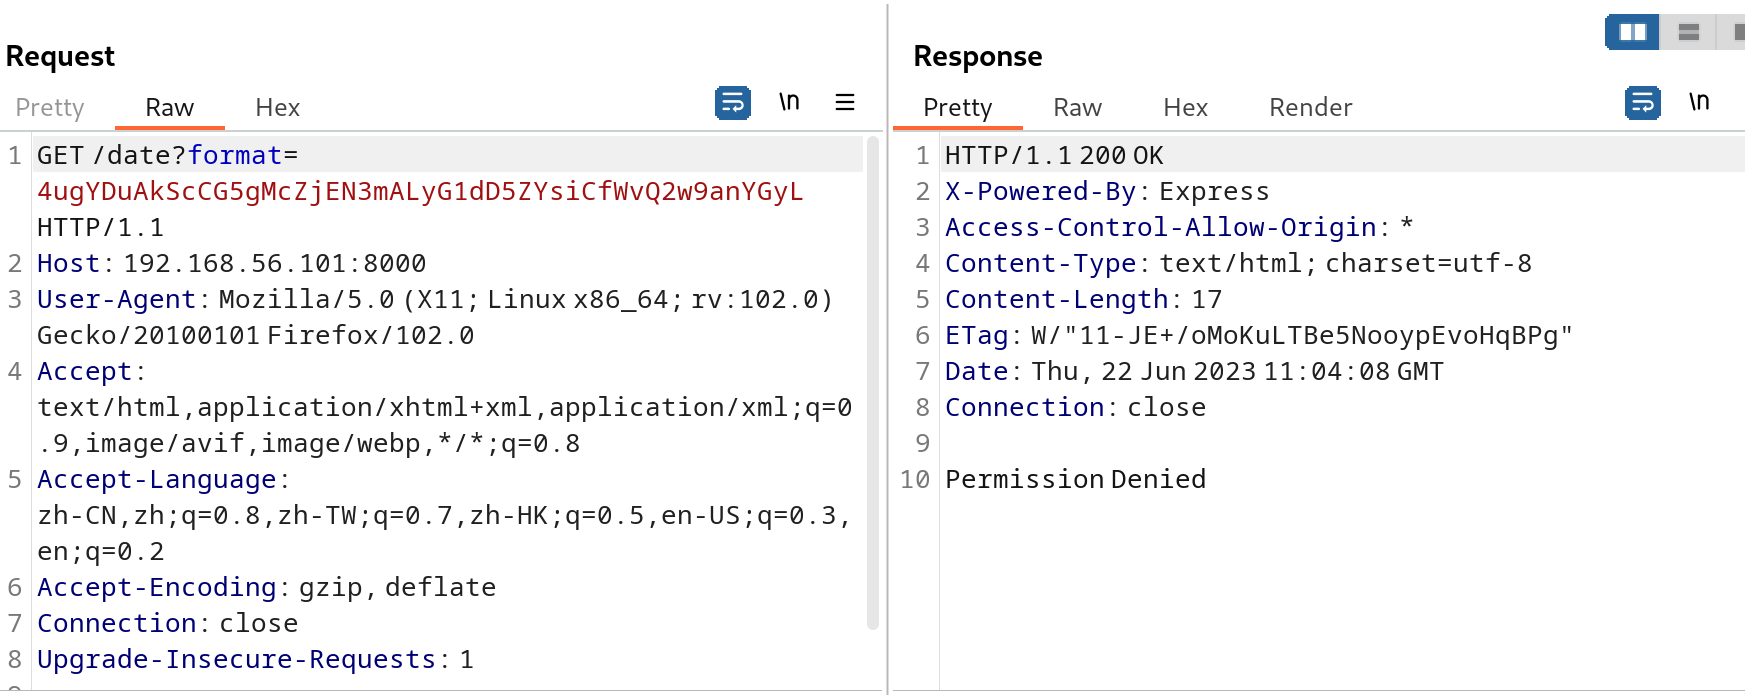 Request
Pretty Raw Hex \n
1 GET /date?format=
4ugYDuAkScCG5gMcZjEN3mALyG1dD5ZYsiCfWvQ2w9anYGyL
HTTP/1.1
2 Host: 192.168.56.101:8000
3 User-Agent: Mozilla/5.0 (X11; Linux x86_64; rv:102.0)
Gecko/20100101 Firefox/102.0
4 Accept:
text/html,application/xhtml+xml,application/xml;q=0
.9,image/avif,image/webp,*/*;q=0.8
5 Accept-Language:
zh-CN,zh;q=0.8,zh-TW;q=0.7,zh-HK;q=0.5,en-US;q=0.3,
en;q=0.2
6 Accept-Encoding: gzip, deflate
7 Connection: close
8 Upgrade-Insecure-Requests: 1
Response
Pretty Raw Hex Render \n
1 HTTP/1.1 200 OK
2 X-Powered-By: Express
3 Access-Control-Allow-Origin: *
4 Content-Type: text/html; charset=utf-8
5 Content-Length: 17
6 ETag: W/"11-JE+/oMoKuLTBe5NooypEvoHqBPg"
7 Date: Thu, 22 Jun 2023 11:04:08 GMT
8 Connection: close
9
10 Permission Denied